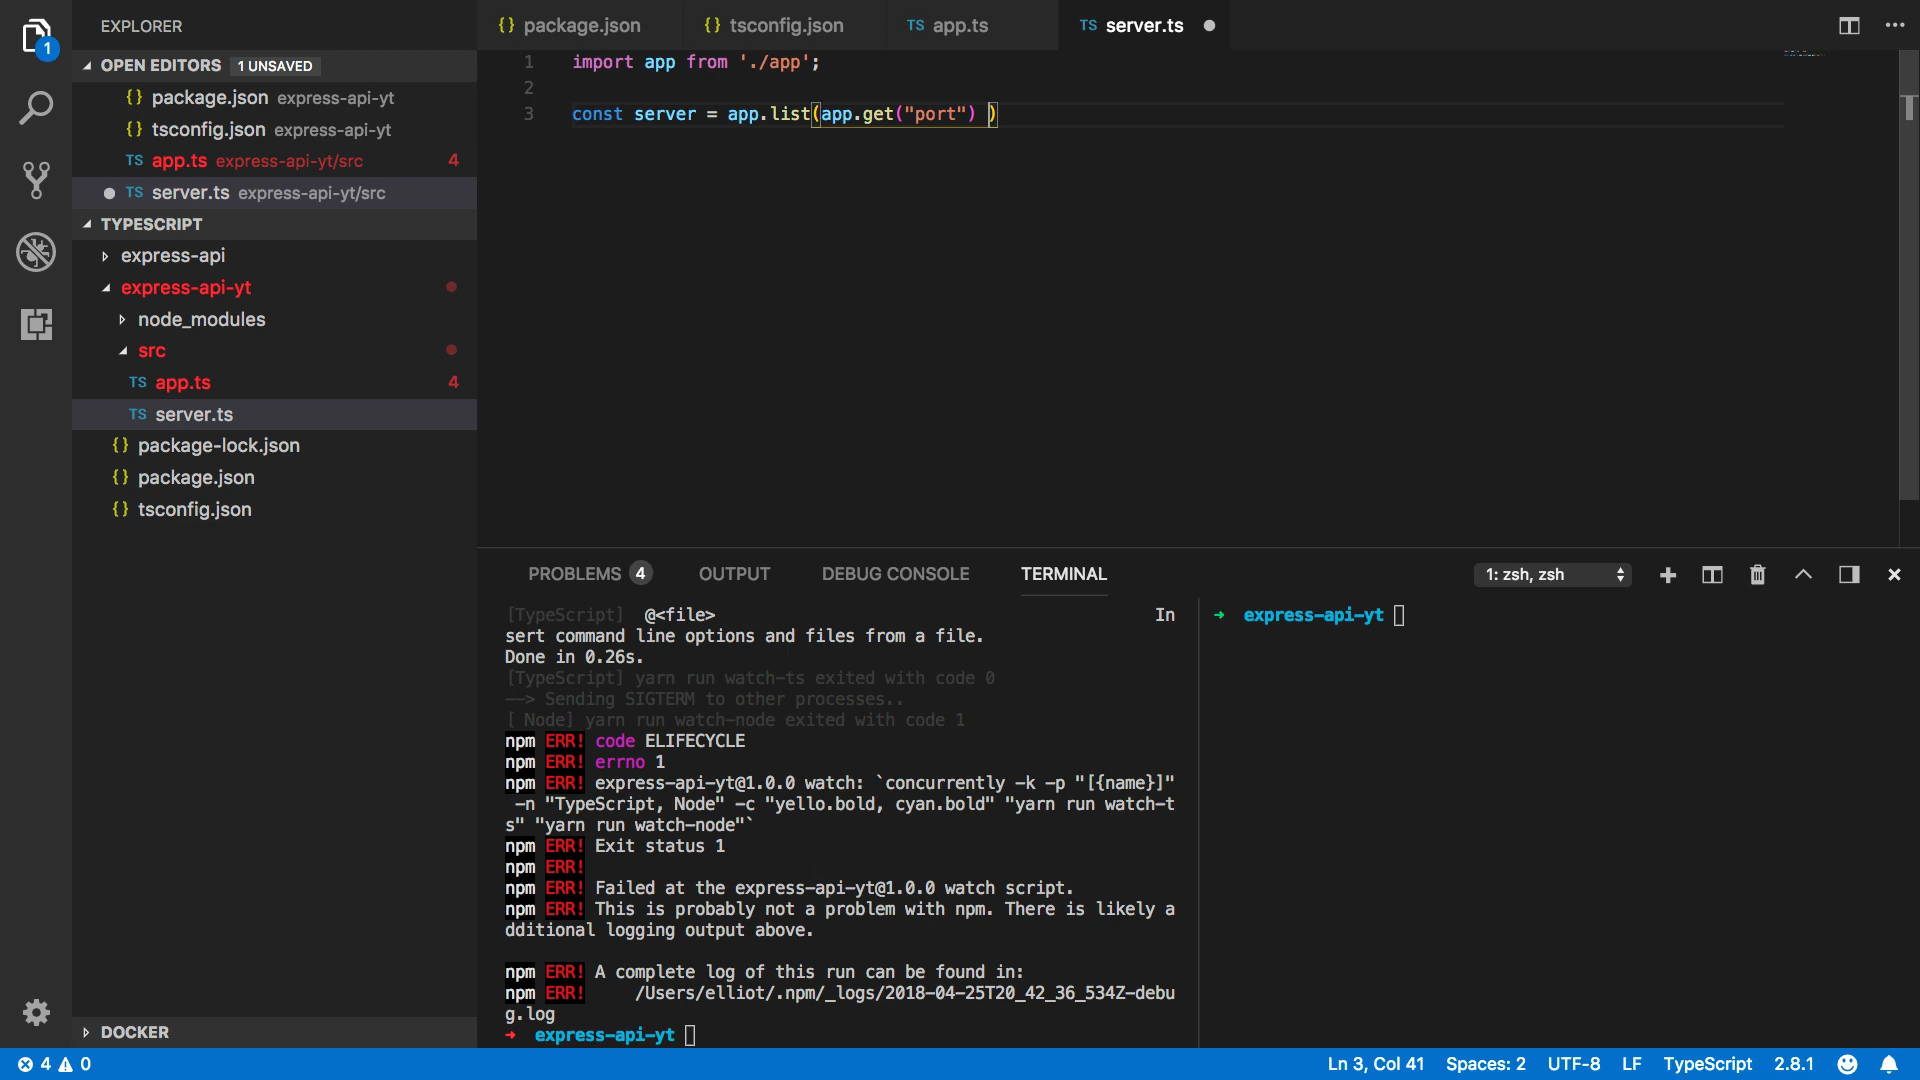 1
EXPLORER
OPEN EDITORS 1 UNSAVED
{} package.json express-api-yt
{} tsconfig.json express-api-yt
TS app.ts express-api-yt/src 4
TS server.ts express-api-yt/src
TYPESCRIPT
express-api
express-api-yt
node_modules
src
TS app.ts 4
TS server.ts
{} package-lock.json
{} package.json
{} tsconfig.json
DOCKER
{} package.json {} tsconfig.json TS app.ts TS server.ts
1 import app from './app';
2
3 const server = app.list(app.get("port") )
PROBLEMS 4 OUTPUT DEBUG CONSOLE TERMINAL 1: zsh, zsh
[TypeScript] @<file> In
sert command line options and files from a file.
Done in 0.26s.
[TypeScript] yarn run watch-ts exited with code 0
--> Sending SIGTERM to other processes..
[ Node] yarn run watch-node exited with code 1
npm ERR! code ELIFECYCLE
npm ERR! errno 1
npm ERR! express-api-yt@1.0.0 watch: `concurrently -k -p "[{name}]"
-n "TypeScript, Node" -c "yello.bold, cyan.bold" "yarn run watch-t
s" "yarn run watch-node"`
npm ERR! Exit status 1
npm ERR!
npm ERR! Failed at the express-api-yt@1.0.0 watch script.
npm ERR! This is probably not a problem with npm. There is likely a
dditional logging output above.
npm ERR! A complete log of this run can be found in:
npm ERR! /Users/elliot/.npm/_logs/2018-04-25T20_42_36_534Z-debu
g.log
→ express-api-yt
→ express-api-yt
4 0
Ln 3, Col 41 Spaces: 2 UTF-8 LF TypeScript 2.8.1